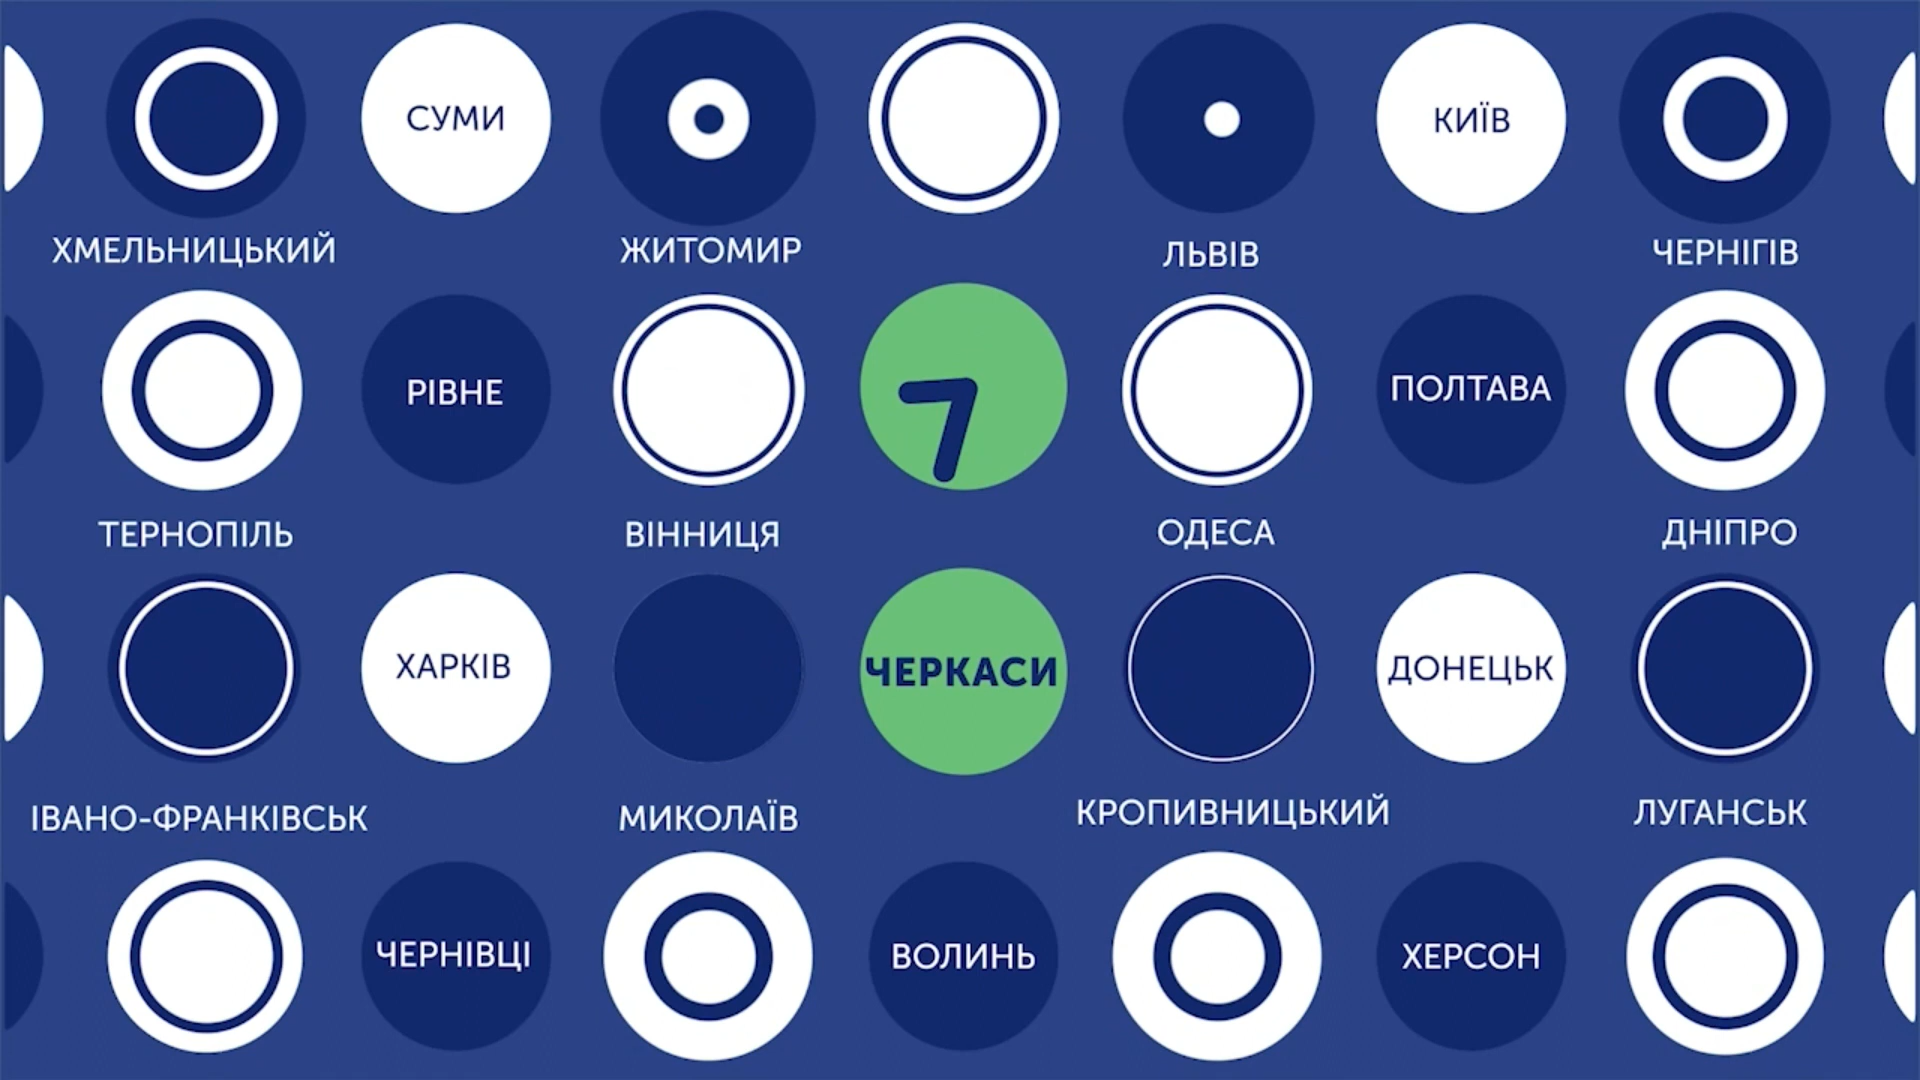 СУМИ
КИЇВ
ХМЕЛЬНИЦЬКИЙ
ЖИТОМИР
ЛЬВІВ
ЧЕРНІГІВ
РІВНЕ
ПОЛТАВА
ТЕРНОПІЛЬ
ВІННИЦЯ
ОДЕСА
ДНІПРО
ХАРКІВ
ЧЕРКАСИ
ДОНЕЦЬК
ІВАНО-ФРАНКІВСЬК
МИКОЛАЇВ
КРОПИВНИЦЬКИЙ
ЛУГАНСЬК
ЧЕРНІВЦІ
ВОЛИНЬ
ХЕРСОН